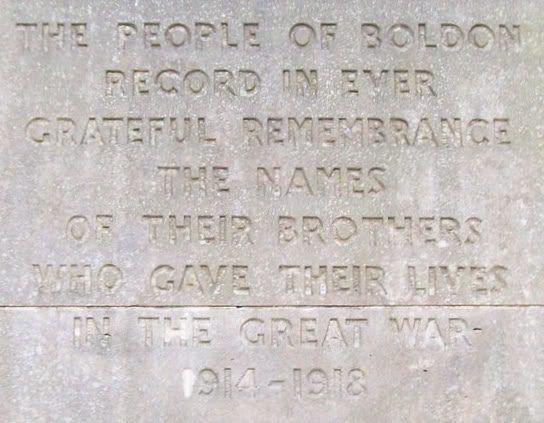 THE PEOPLE OF BOLDON
RECORD IN EVER
GRATEFUL REMEMBRANCE
THE NAMES
OF THEIR BROTHERS
WHO GAVE THEIR LIVES
IN THE GREAT WAR-
1914-1918